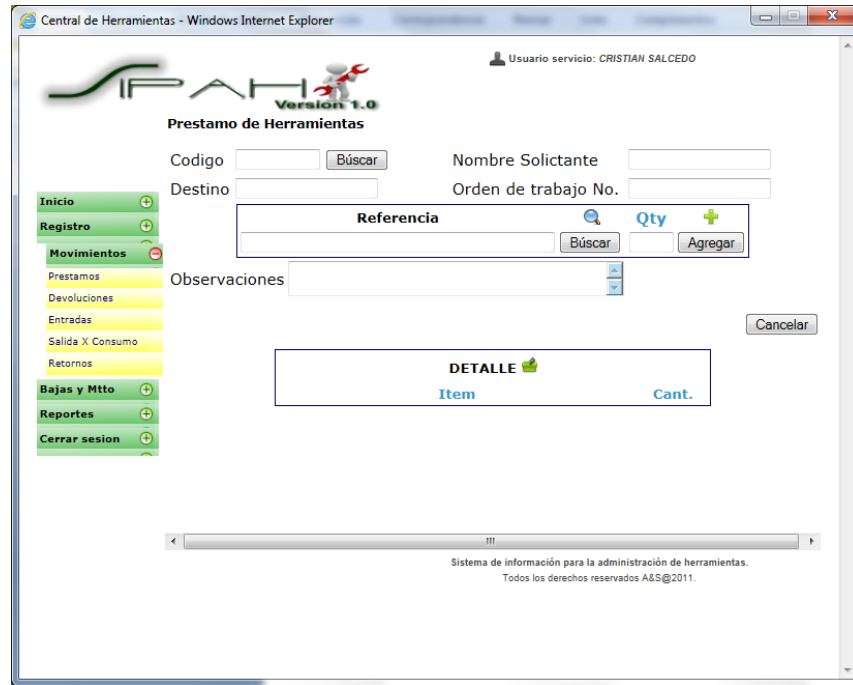 Central de Herramientas - Windows Internet Explorer
Usuario servicio: CRISTIAN SALCEDO
SIPAH
Version 1.0
Prestamo de Herramientas
Codigo Búscar Nombre Solictante
Destino Orden de trabajo No.
Referencia Qty
Búscar Agregar
Observaciones
Cancelar
DETALLE
Item Cant.
Inicio
Registro
Movimientos
Prestamos
Devoluciones
Entradas
Salida X Consumo
Retornos
Bajas y Mtto
Reportes
Cerrar sesion
Sistema de información para la administración de herramientas.
Todos los derechos reservados A&S@2011.